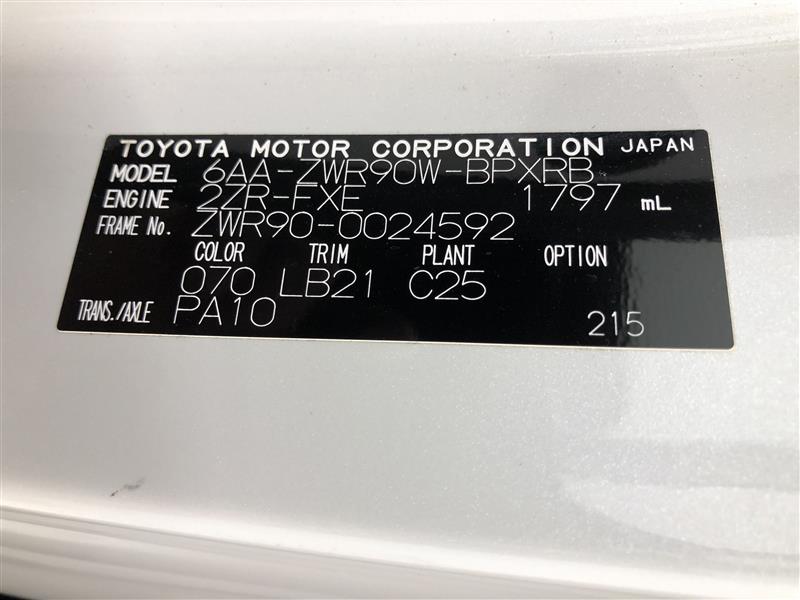 TOYOTA MOTOR CORPORATION JAPAN
MODEL 6AA-ZWR90W-BPXRB
ENGINE 2ZR-FXE 1797 mL
FRAME No. ZWR90-0024592
COLOR TRIM PLANT OPTION
070 LB21 C25
TRANS./AXLE PA10 215